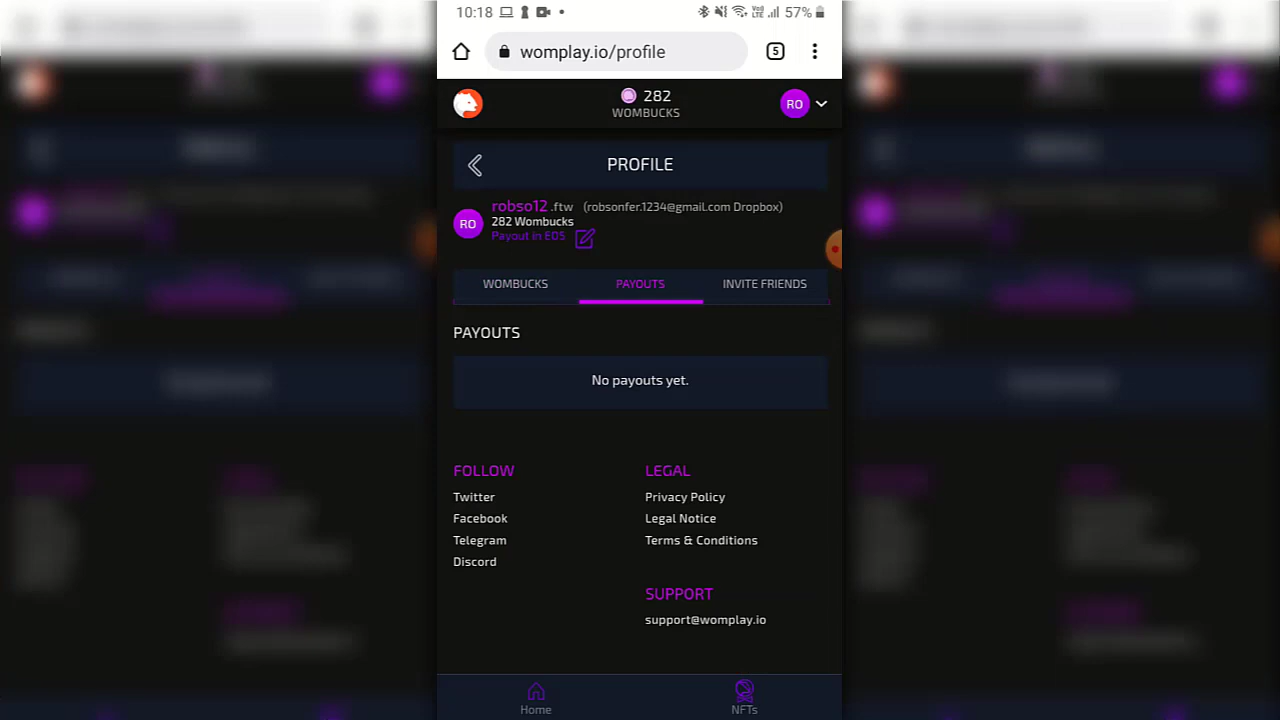 10:18 57%
womplay.io/profile 5
282
WOMBUCKS
RO
PROFILE
robso12.ftw (robsonfer.1234@gmail.com Dropbox)
RO
282 Wombucks
Payout in EOS
WOMBUCKS PAYOUTS INVITE FRIENDS
PAYOUTS
No payouts yet.
FOLLOW
Twitter
Facebook
Telegram
Discord
LEGAL
Privacy Policy
Legal Notice
Terms & Conditions
SUPPORT
support@womplay.io
Home NFTs